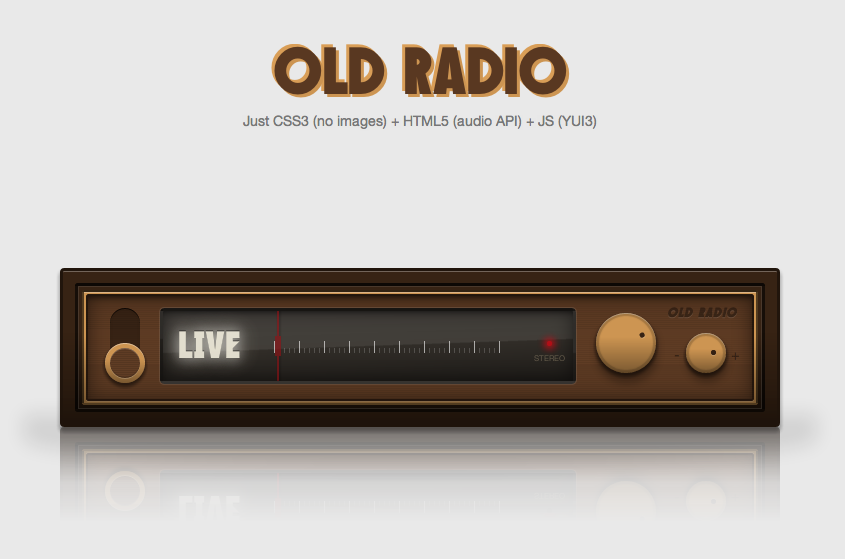 OLD RADIO
Just CSS3 (no images) + HTML5 (audio API) + JS (YUI3)
OLD RADIO
LIVE
STEREO
- +